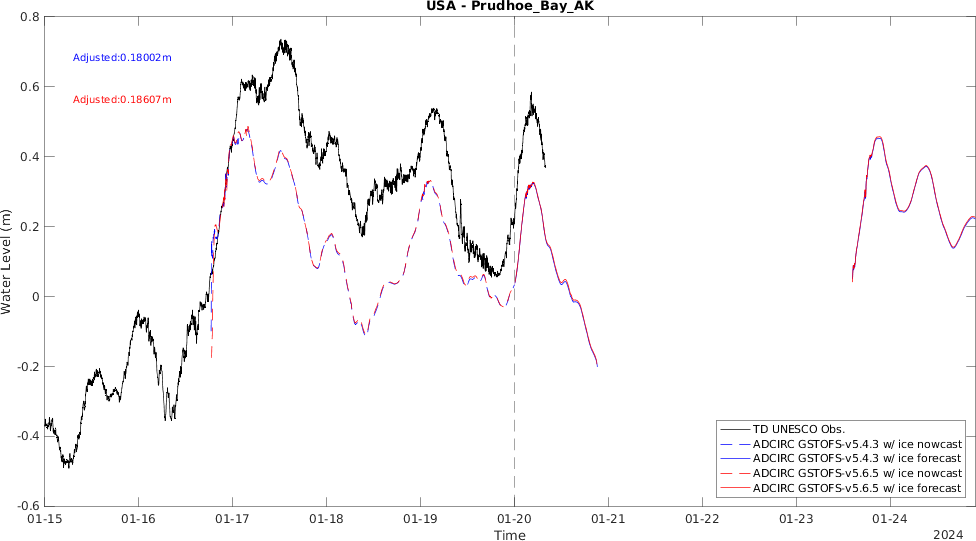 USA - Prudhoe_Bay_AK
Adjusted:0.18002m
Adjusted:0.18607m
Water Level (m)
0.8
0.6
0.4
0.2
0
-0.2
-0.4
-0.6
TD UNESCO Obs.
ADCIRC GSTOFS-v5.4.3 w/ ice nowcast
ADCIRC GSTOFS-v5.4.3 w/ ice forecast
ADCIRC GSTOFS-v5.6.5 w/ ice nowcast
ADCIRC GSTOFS-v5.6.5 w/ ice forecast
01-15 01-16 01-17 01-18 01-19 01-20 01-21 01-22 01-23 01-24
Time
2024